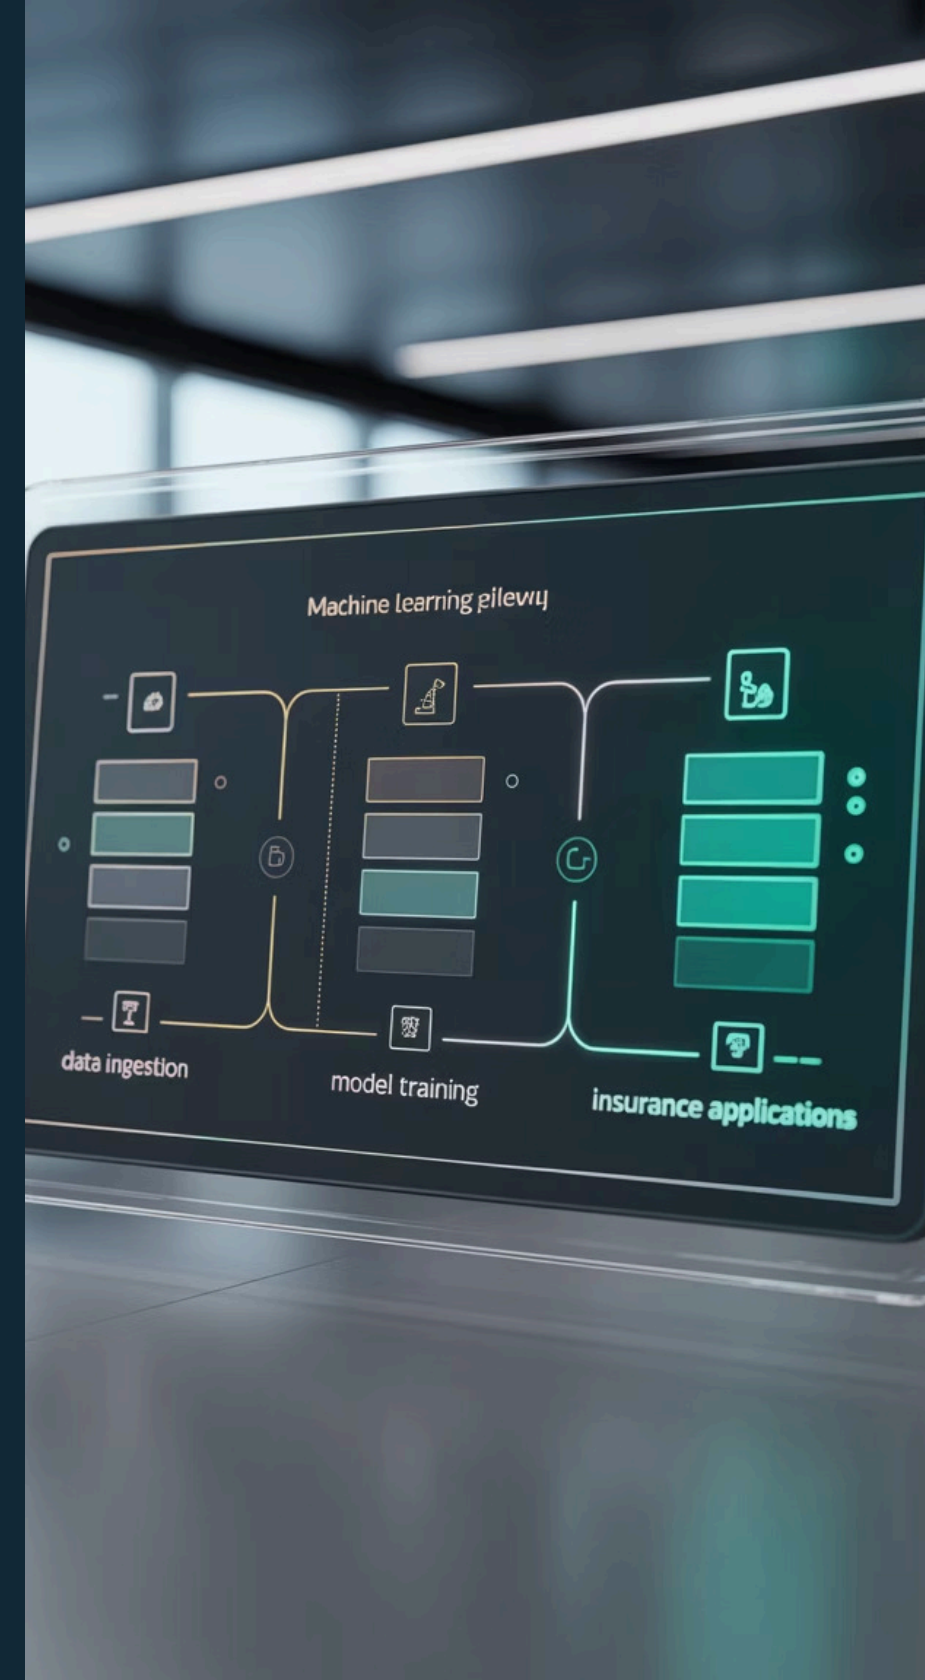 Machine learning
data ingestion
model training
insurance applications